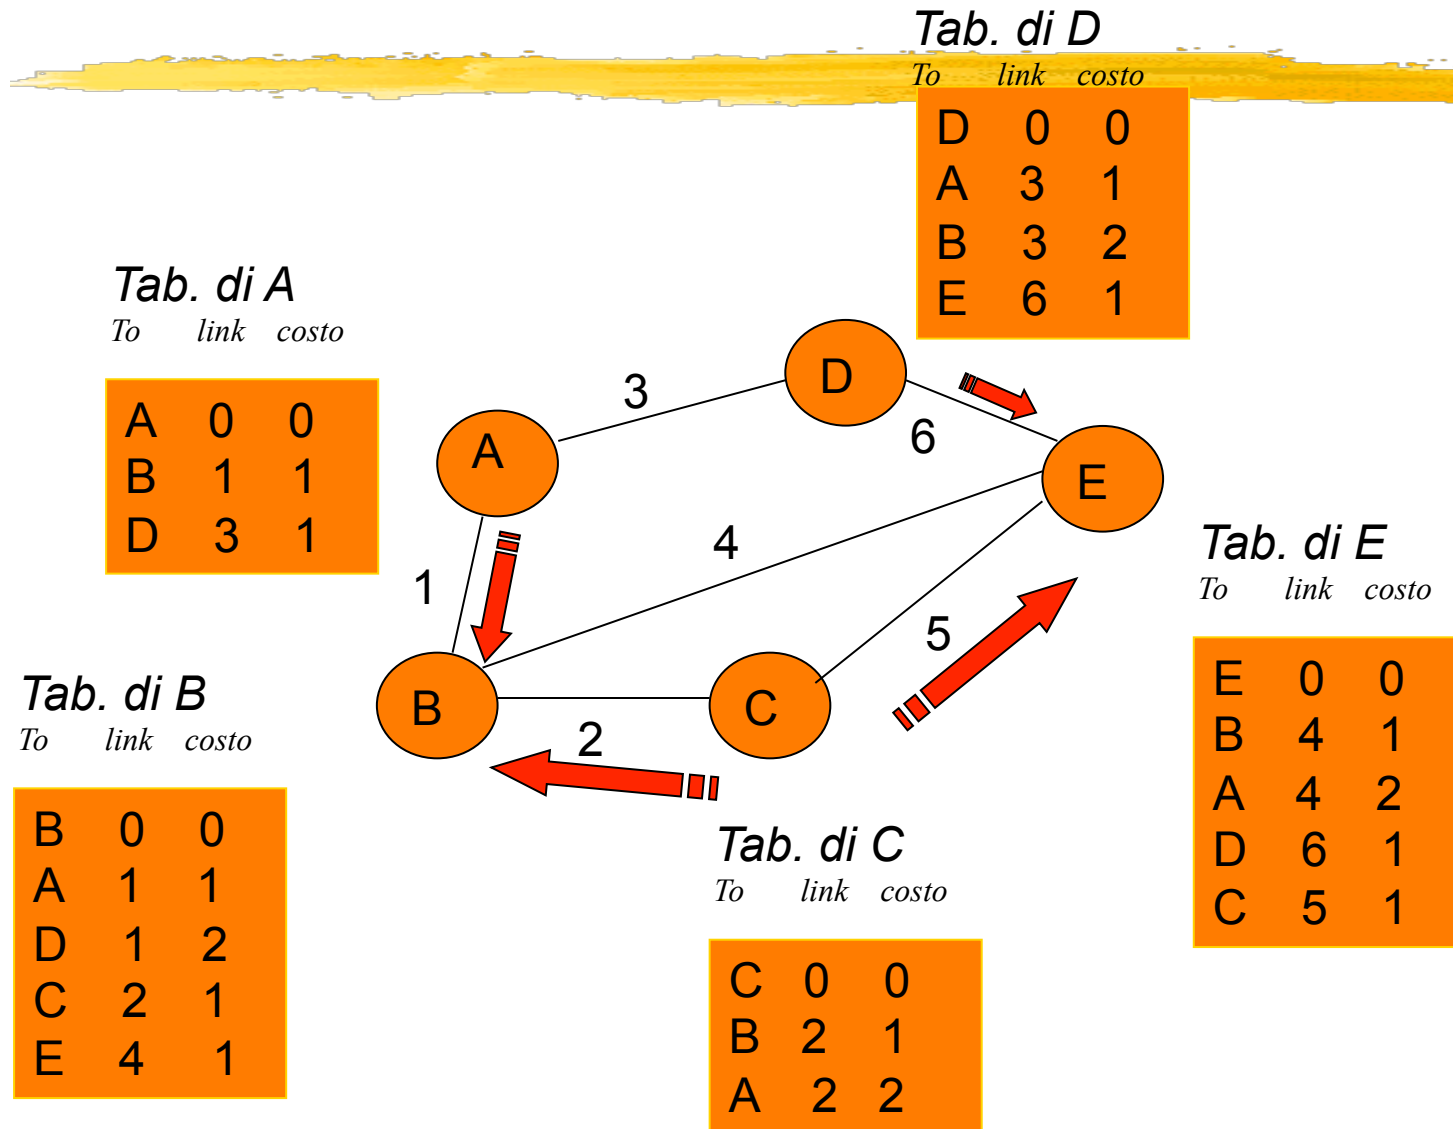 Tab. di D
To link costo
D 0 0
A 3 1
B 3 2
E 6 1
Tab. di A
To link costo
A 0 0
B 1 1
D 3 1
3
D
A
6
E
4
1
5
B
C
2
Tab. di E
To link costo
E 0 0
B 4 1
A 4 2
D 6 1
C 5 1
Tab. di B
To link costo
B 0 0
A 1 1
D 1 2
C 2 1
E 4 1
Tab. di C
To link costo
C 0 0
B 2 1
A 2 2